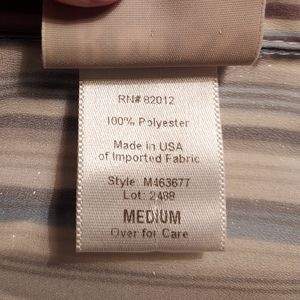 RN# 82012
100% Polyester
Made in USA
of Imported Fabric
Style: M463677
Lot: 2488
MEDIUM
Over for Care